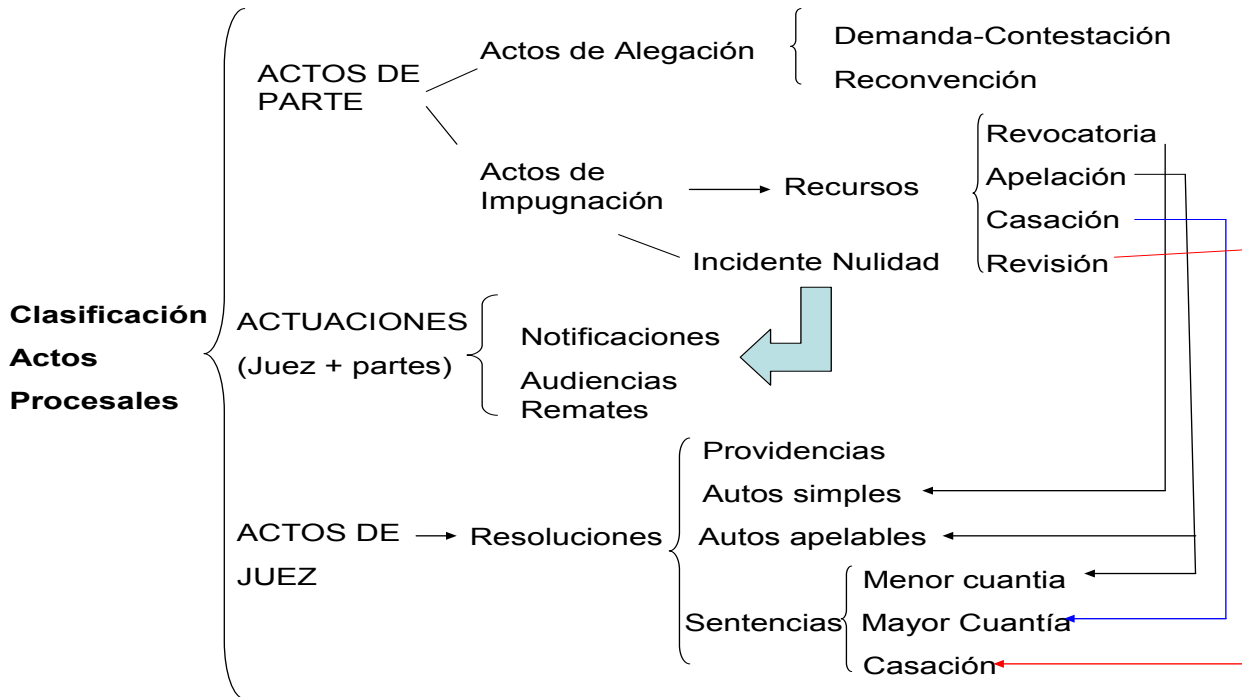 Clasificación
Actos
Procesales
ACTOS DE
PARTE
Actos de Alegación
Demanda-Contestación
Reconvención
Actos de
Impugnación
Recursos
Revocatoria
Apelación
Casación
Revisión
Incidente Nulidad
ACTUACIONES
(Juez + partes)
Notificaciones
Audiencias
Remates
ACTOS DE
JUEZ
Resoluciones
Providencias
Autos simples
Autos apelables
Sentencias
Menor cuantia
Mayor Cuantía
Casación